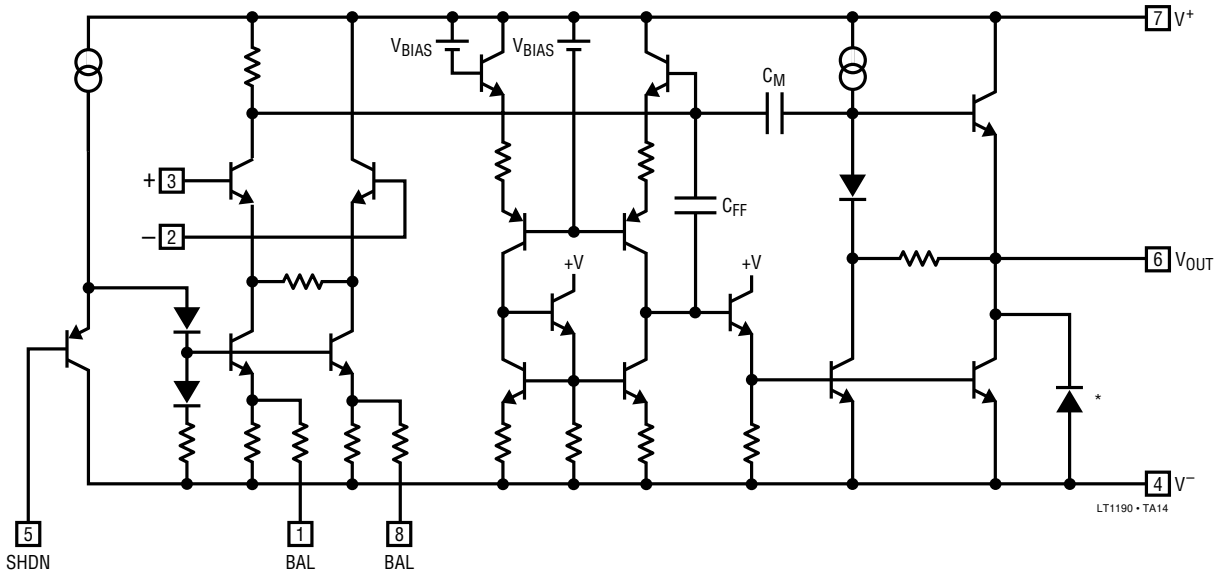 7 V+
VBIAS
VBIAS
CM
+ 3
CFF
− 2
+V
+V
6 VOUT
*
4 V−
LT1190 • TA14
5
1
8
SHDN
BAL
BAL